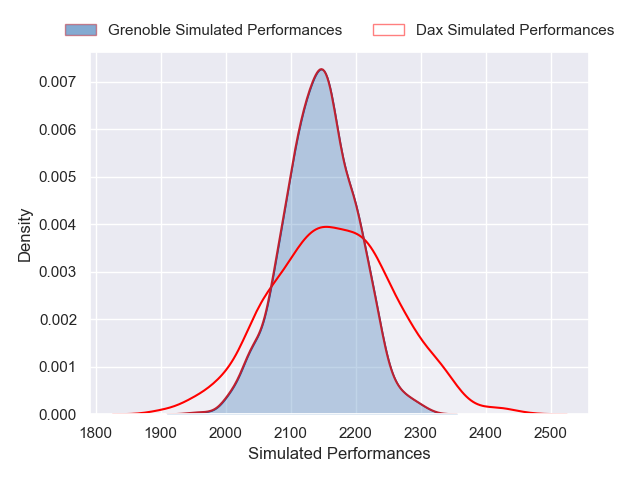 Grenoble Simulated Performances Dax Simulated Performances
0.007
0.006
0.005
0.004
0.003
0.002
0.001
0.000
Density
1800 1900 2000 2100 2200 2300 2400 2500
Simulated Performances